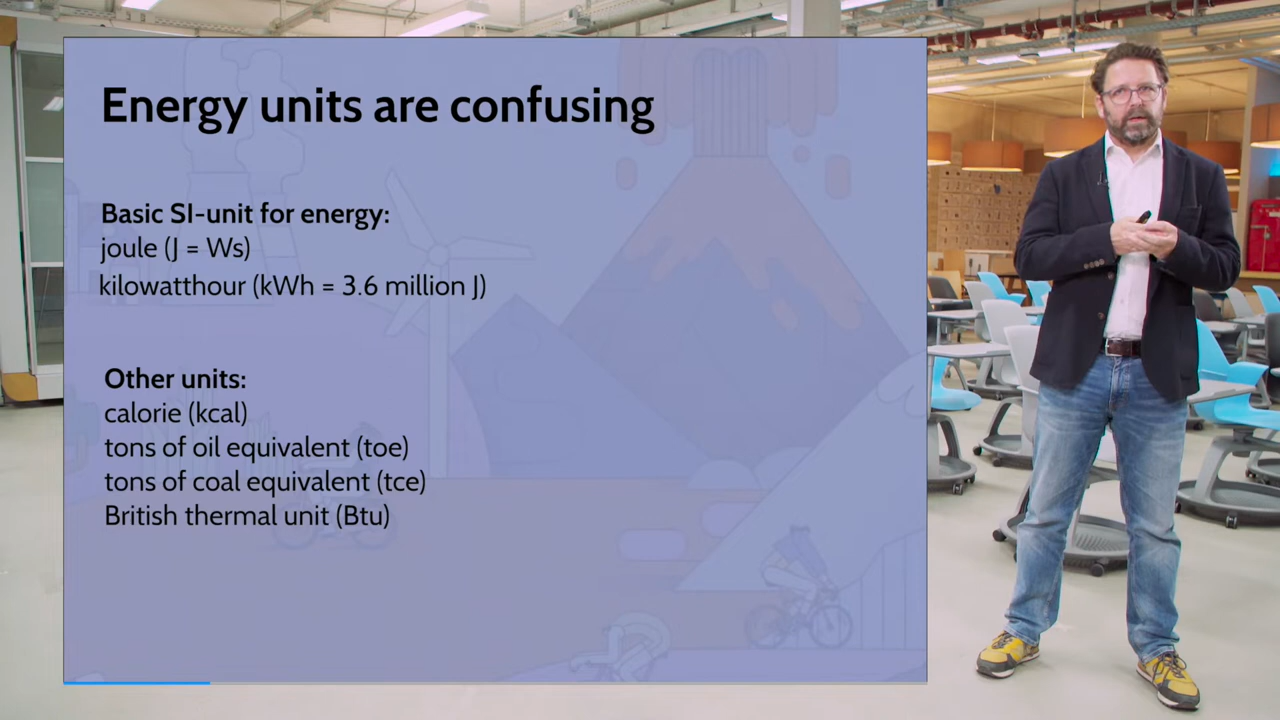 Energy units are confusing
Basic SI-unit for energy:
joule (J = Ws)
kilowatthour (kWh = 3.6 million J)
Other units:
calorie (kcal)
tons of oil equivalent (toe)
tons of coal equivalent (tce)
British thermal unit (Btu)